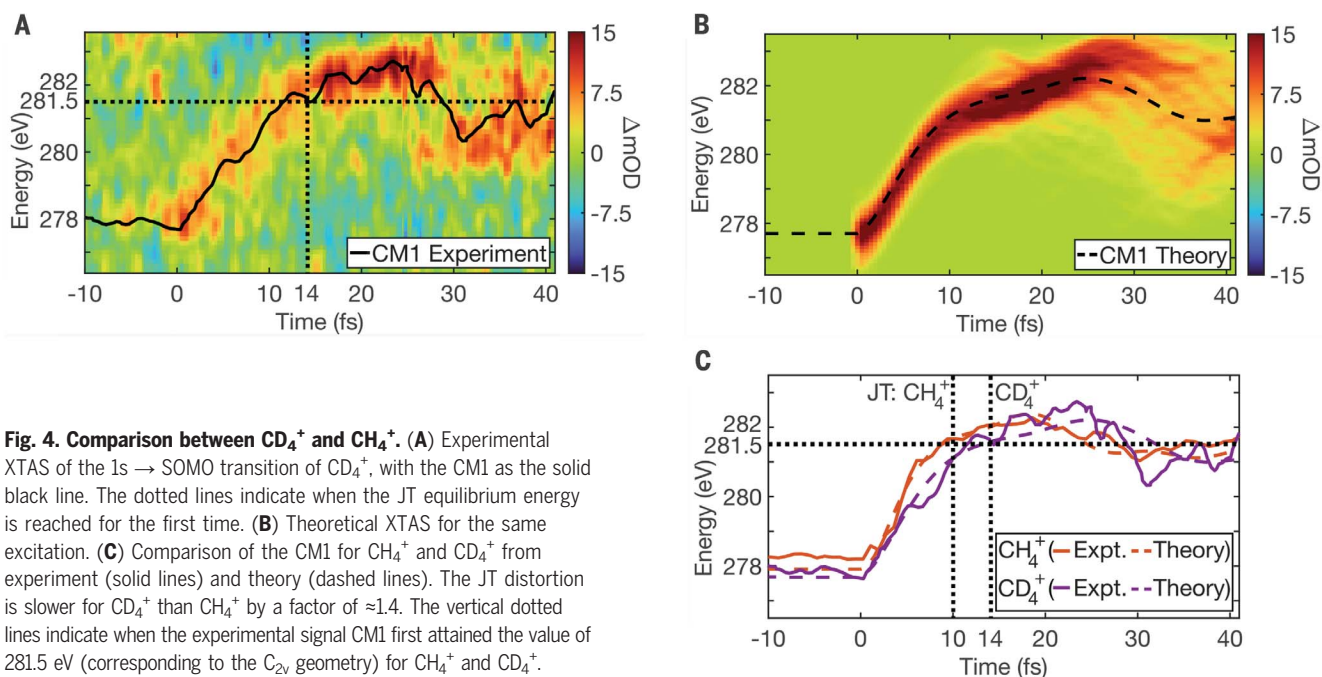 A
Energy (eV)
282
281.5
280
278
-10
0
10
14
20
30
40
Time (fs)
CM1 Experiment
15
7.5
0
-7.5
-15
ΔmOD
B
Energy (eV)
282
280
278
-10
0
10
20
30
40
Time (fs)
CM1 Theory
15
7.5
0
-7.5
-15
ΔmOD
Fig. 4. Comparison between CD₄⁺ and CH₄⁺. (A) Experimental
XTAS of the 1s → SOMO transition of CD₄⁺, with the CM1 as the solid
black line. The dotted lines indicate when the JT equilibrium energy
is reached for the first time. (B) Theoretical XTAS for the same
excitation. (C) Comparison of the CM1 for CH₄⁺ and CD₄⁺ from
experiment (solid lines) and theory (dashed lines). The JT distortion
is slower for CD₄⁺ than CH₄⁺ by a factor of ≈1.4. The vertical dotted
lines indicate when the experimental signal CM1 first attained the value of
281.5 eV (corresponding to the C₂ᵥ geometry) for CH₄⁺ and CD₄⁺.
C
JT: CH₄⁺
CD₄⁺
Energy (eV)
282
281.5
280
278
-10
0
10
14
20
30
40
Time (fs)
CH₄⁺ (— Expt. -- Theory)
CD₄⁺ (— Expt. -- Theory)